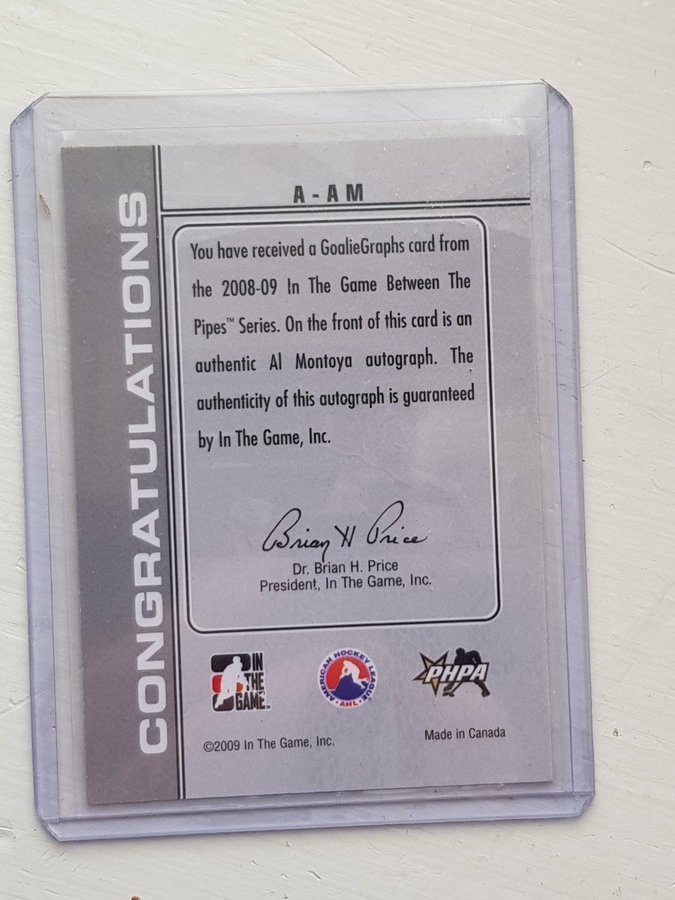 CONGRATULATIONS
A-AM
You have received a GoalieGraphs card from
the 2008-09 In The Game Between The
Pipes™ Series. On the front of this card is an
authentic Al Montoya autograph. The
authenticity of this autograph is guaranteed
by In The Game, Inc.
Brian H Price
Dr. Brian H. Price
President, In The Game, Inc.
IN
THE
GAME™
AMERICAN HOCKEY LEAGUE
AHL
PHPA
©2009 In The Game, Inc.
Made in Canada